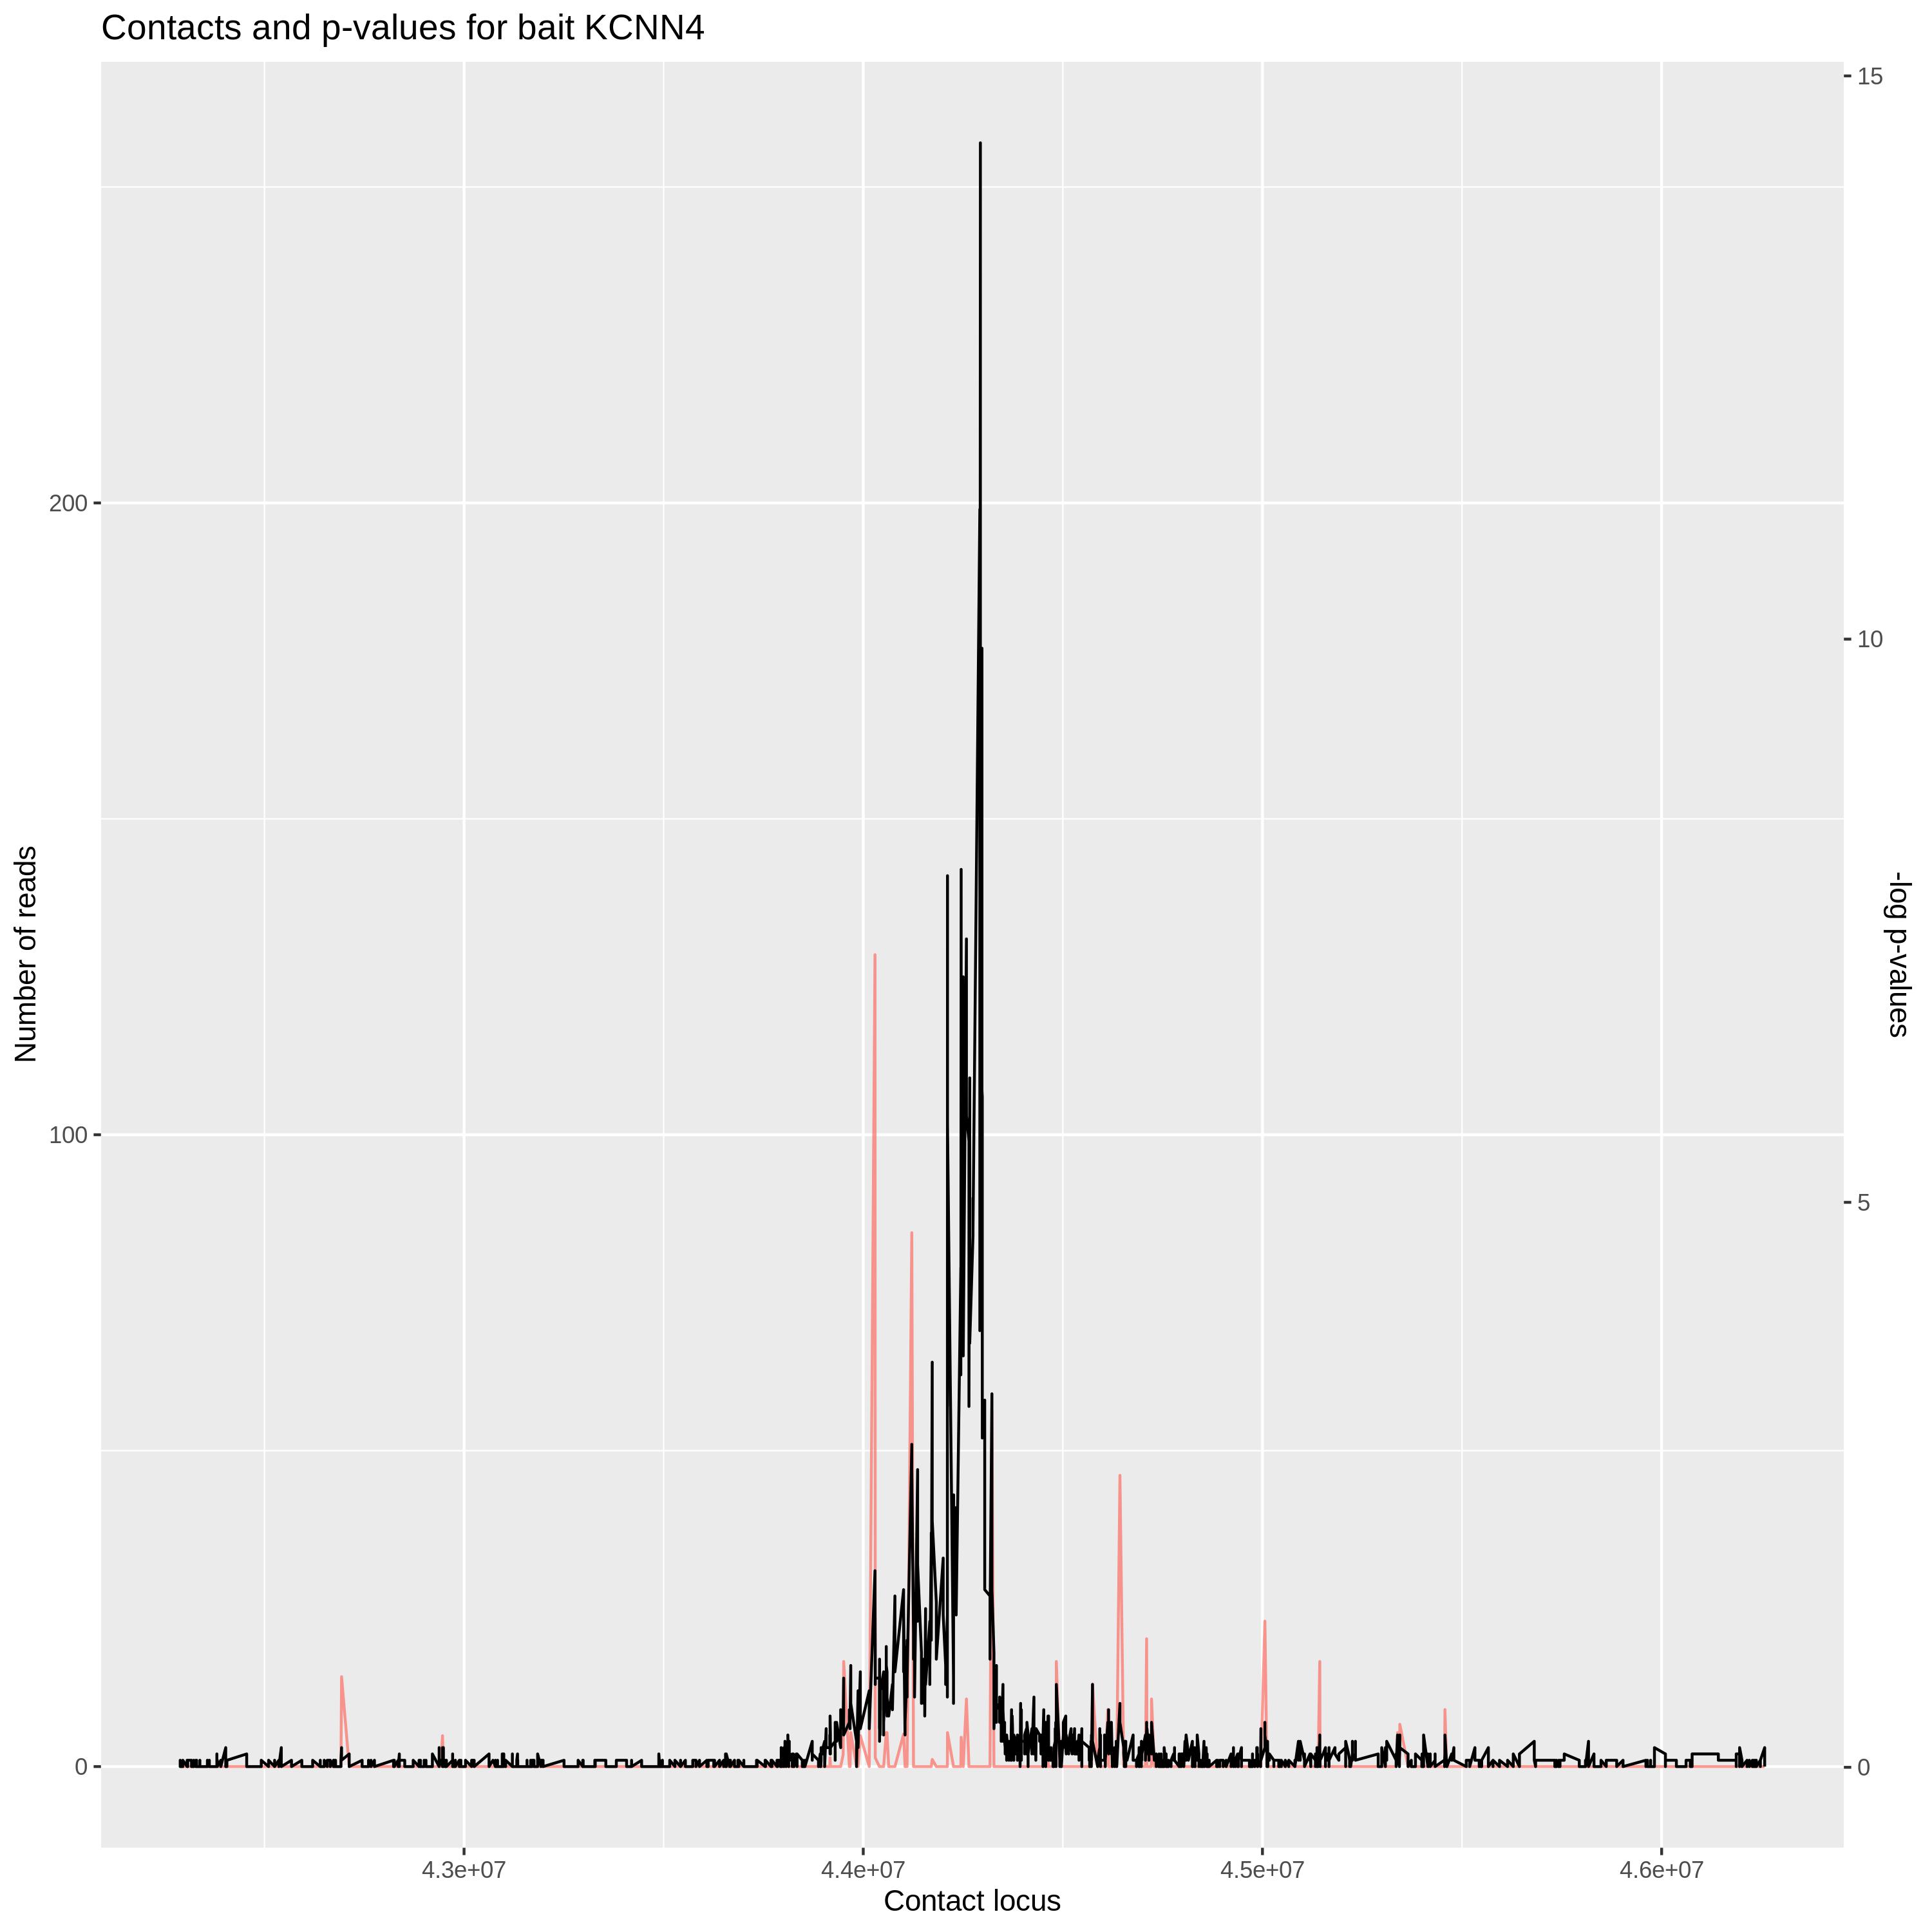 Contacts and p-values for bait KCNN4
Number of reads
200
100
0
15
10
5
0
-log p-values
4.3e+07
4.4e+07
4.5e+07
4.6e+07
Contact locus